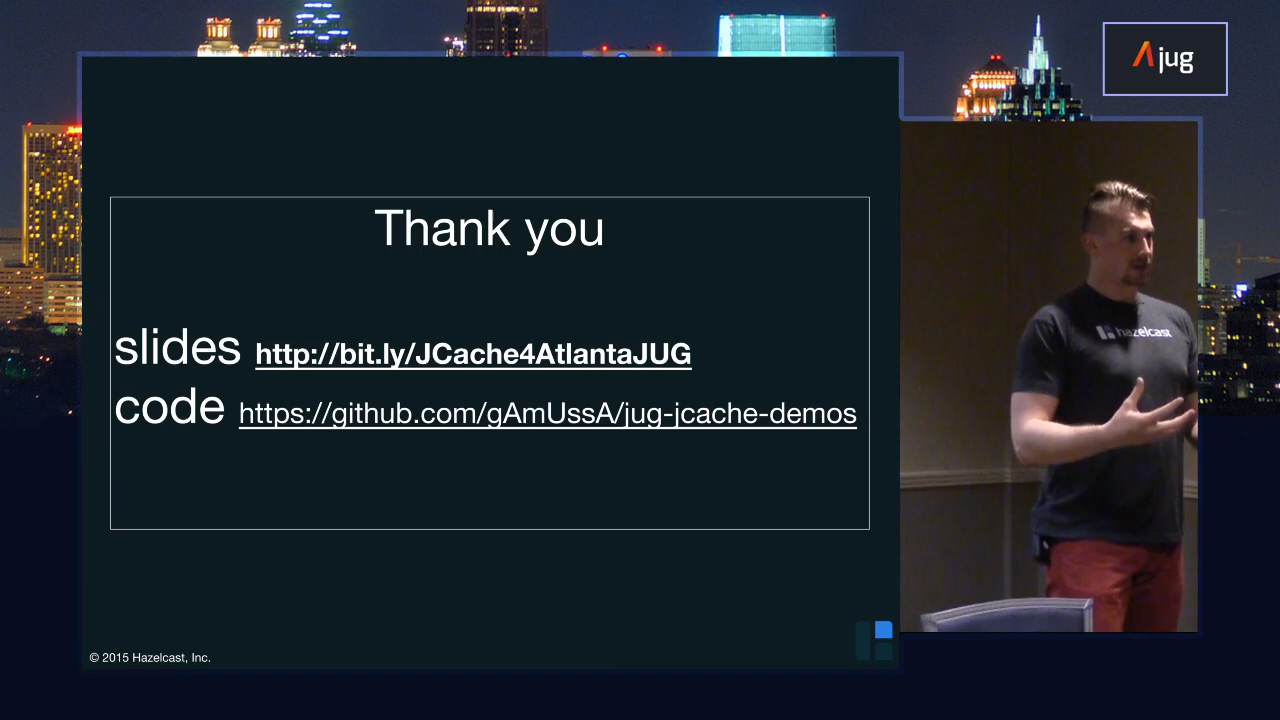 jug
Thank you
slides http://bit.ly/JCache4AtlantaJUG
code https://github.com/gAmUssA/jug-jcache-demos
hazelcast
© 2015 Hazelcast, Inc.